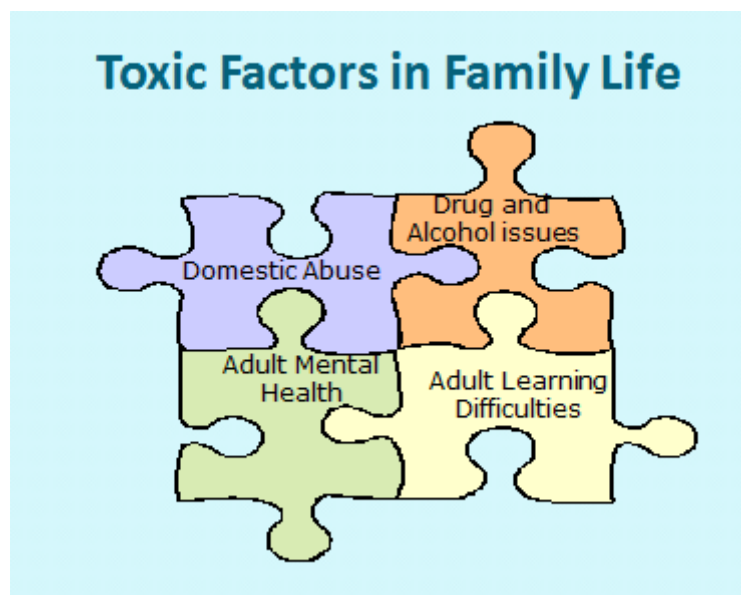 Toxic Factors in Family Life
Drug and
Alcohol issues
Domestic Abuse
Adult Mental
Health
Adult Learning
Difficulties